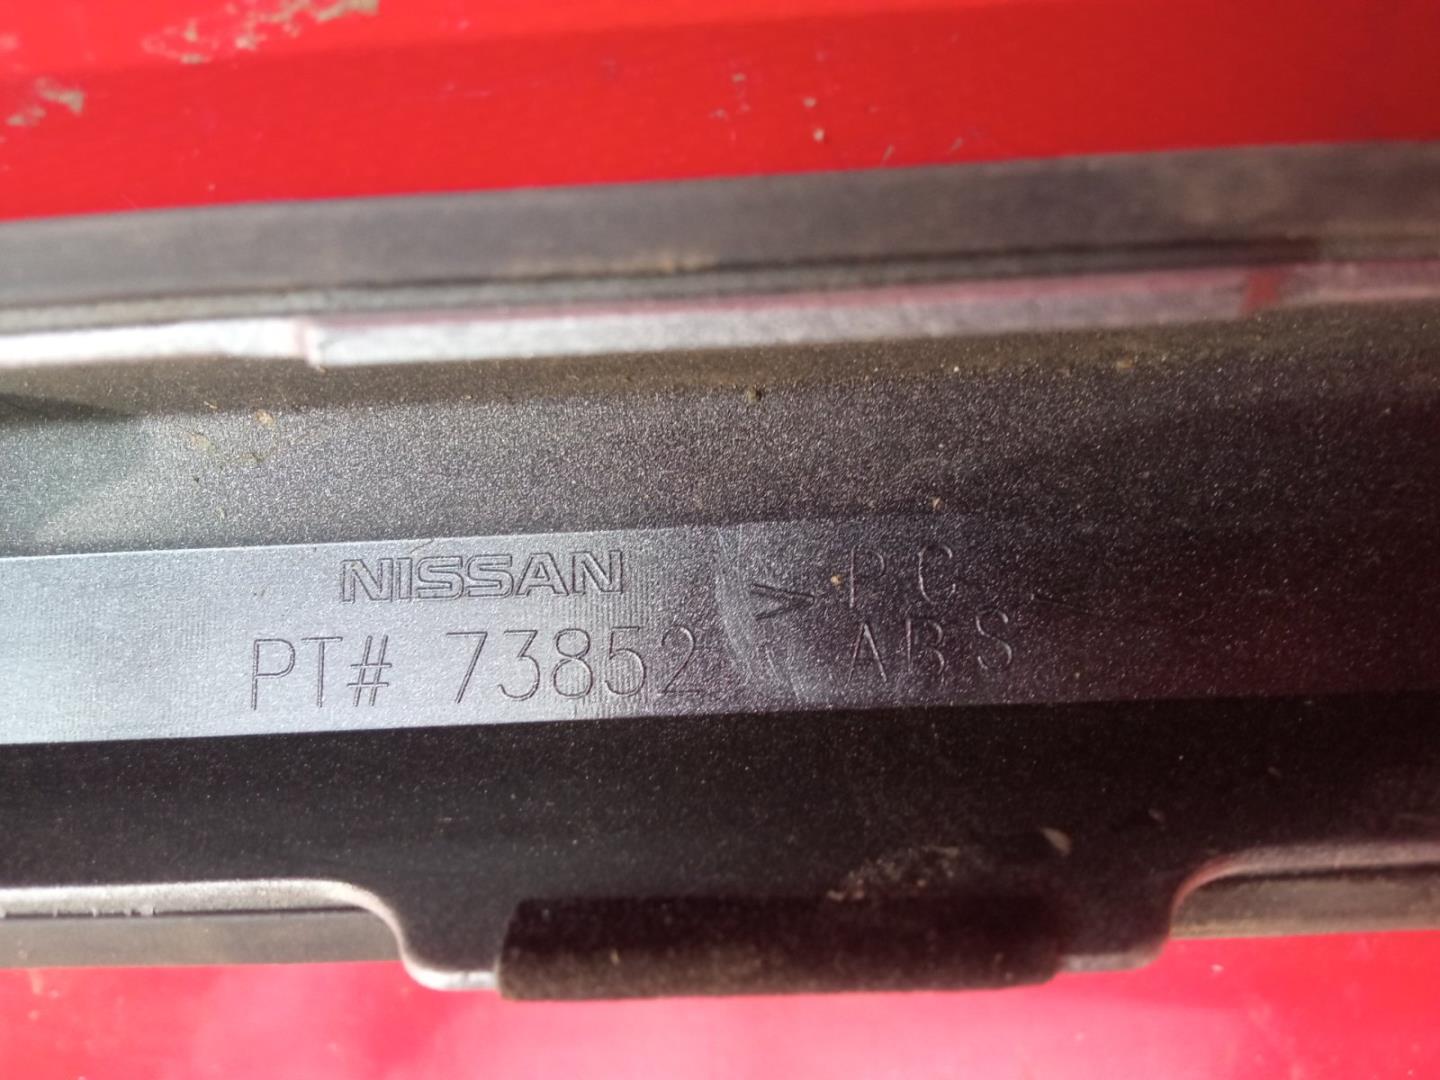 NISSAN
PT# 73852
> PC <
ABS